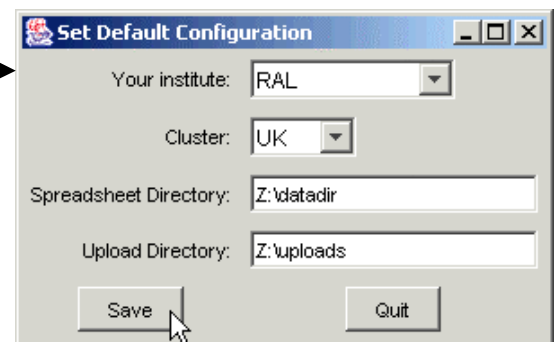 Set Default Configuration
Your institute: RAL
Cluster: UK
Spreadsheet Directory: Z:\datadir
Upload Directory: Z:\uploads
Save Quit